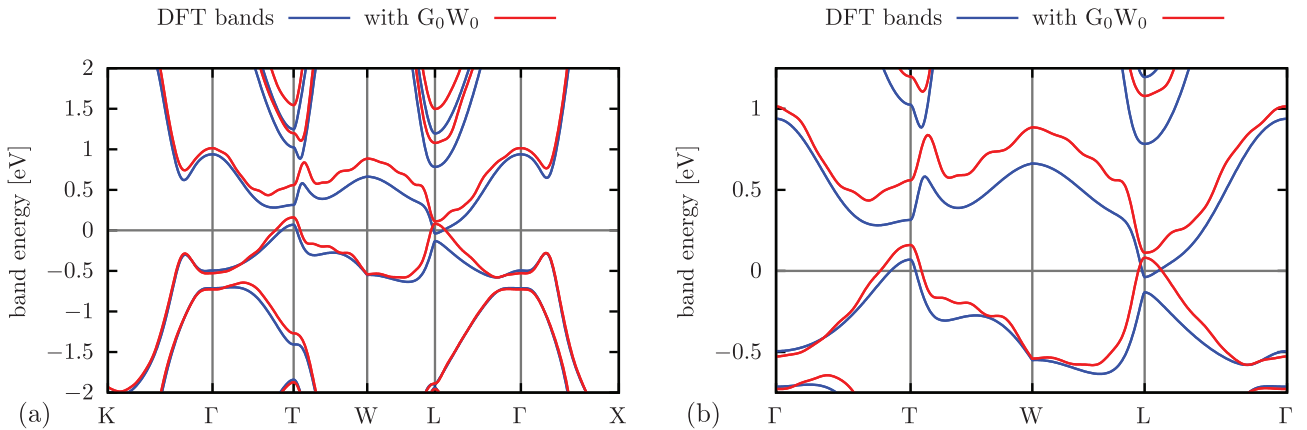 DFT bands with G₀W₀
band energy [eV]
2
1.5
1
0.5
0
−0.5
−1
−1.5
−2
K Γ T W L Γ X
(a)
DFT bands with G₀W₀
band energy [eV]
1
0.5
0
−0.5
Γ T W L Γ
(b)